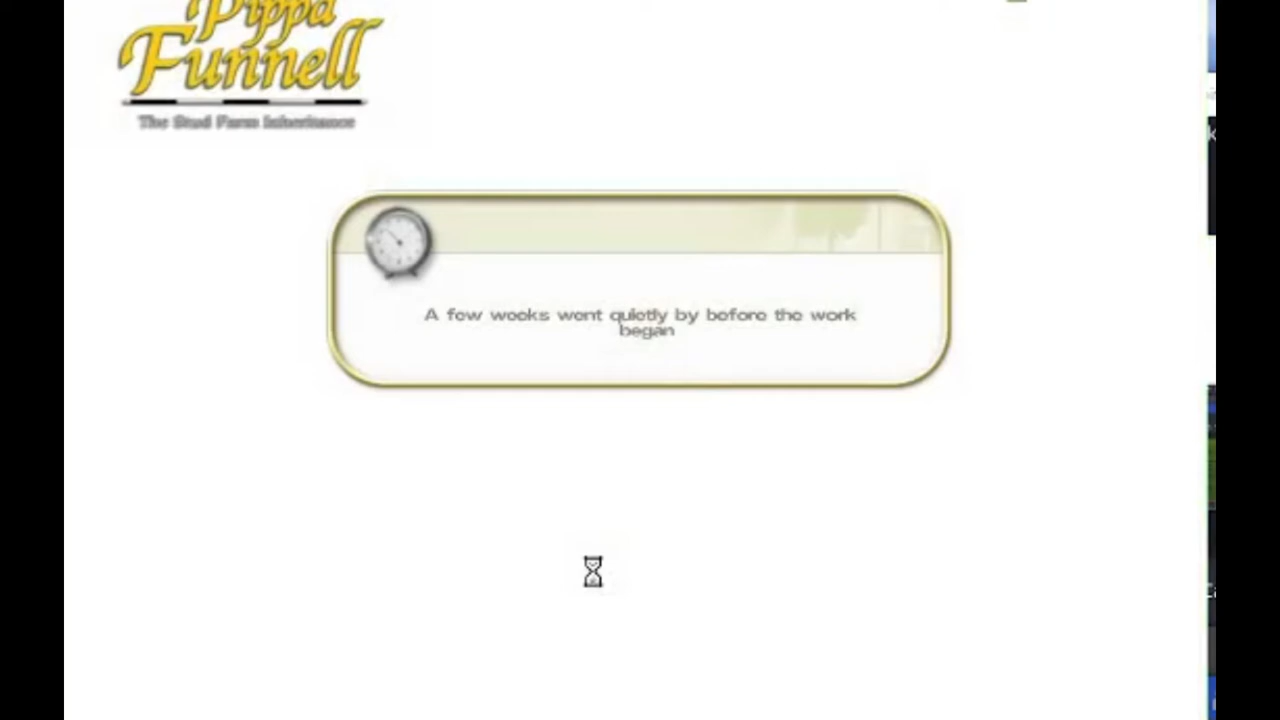 Pippa
Funnell
The Stud Farm Inheritance
A few weeks went quietly by before the work
began